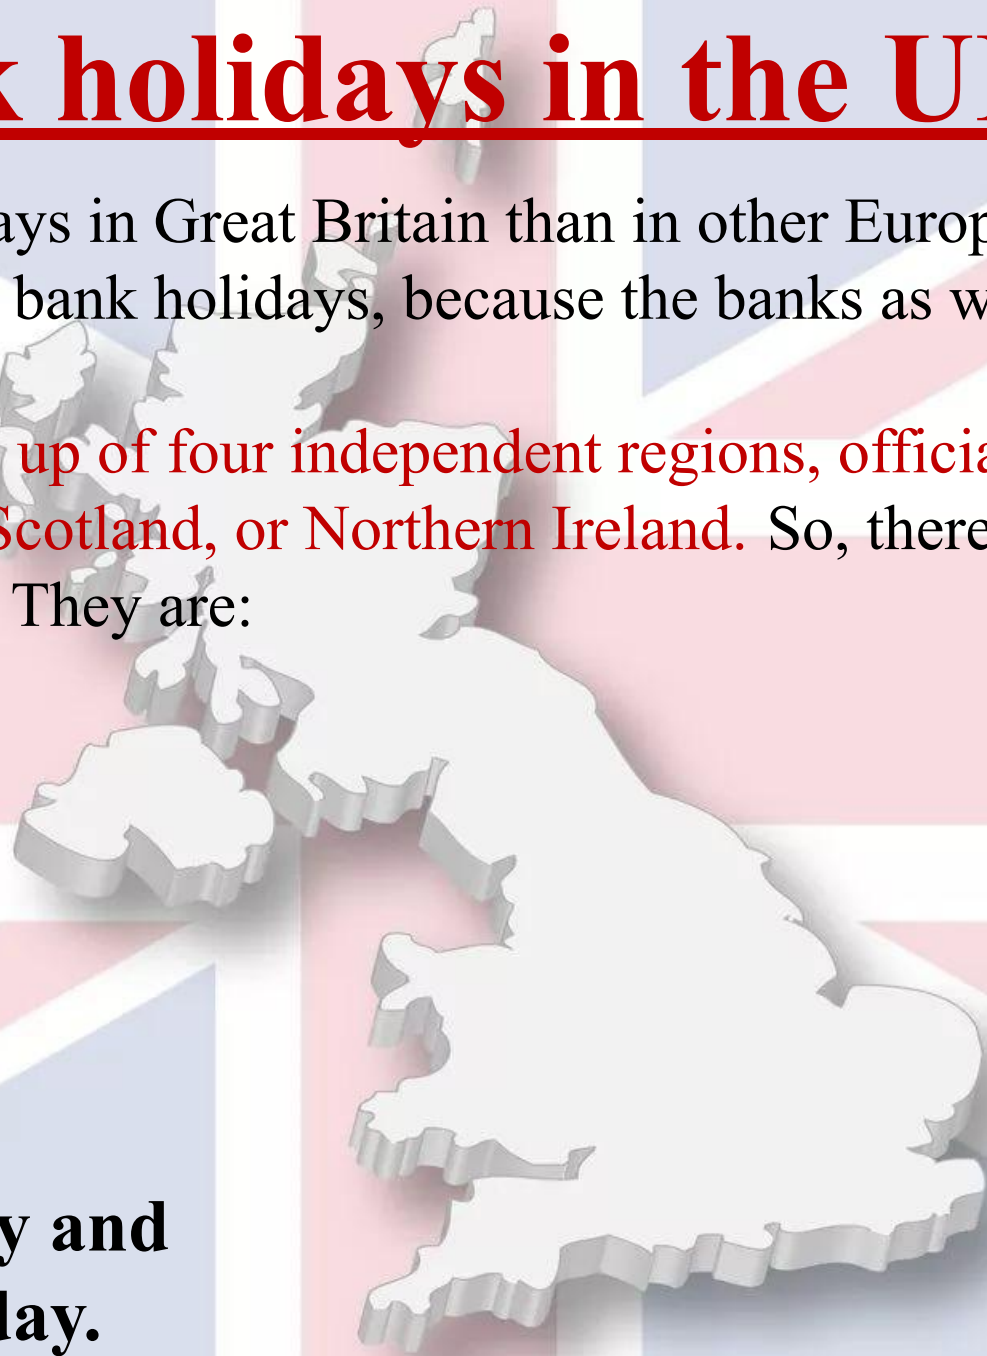 k holidays in the U
ays in Great Britain than in other Europ
bank holidays, because the banks as w
up of four independent regions, officia
Scotland, or Northern Ireland. So, there
They are:
y and
day.